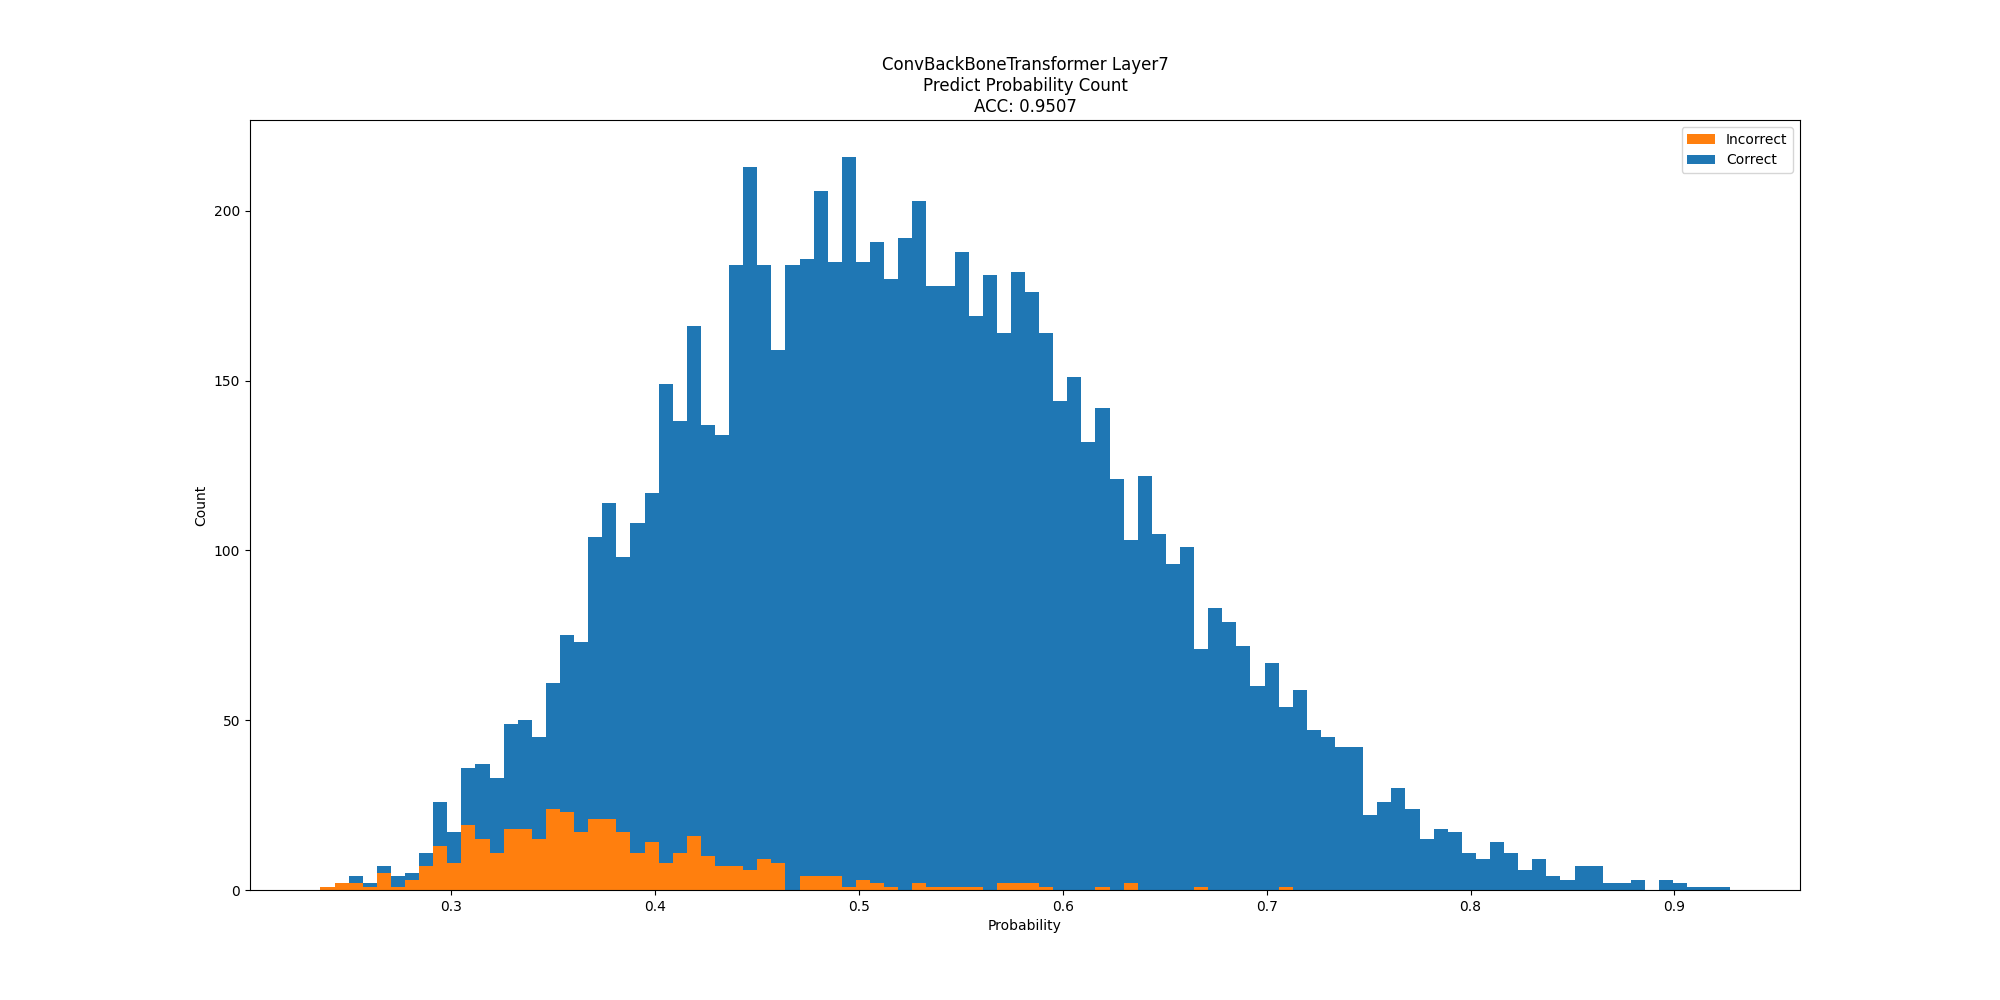 ConvBackBoneTransformer Layer7
Predict Probability Count
ACC: 0.9507
Incorrect
Correct
200
150
100
50
0
Count
0.3 0.4 0.5 0.6 0.7 0.8 0.9
Probability